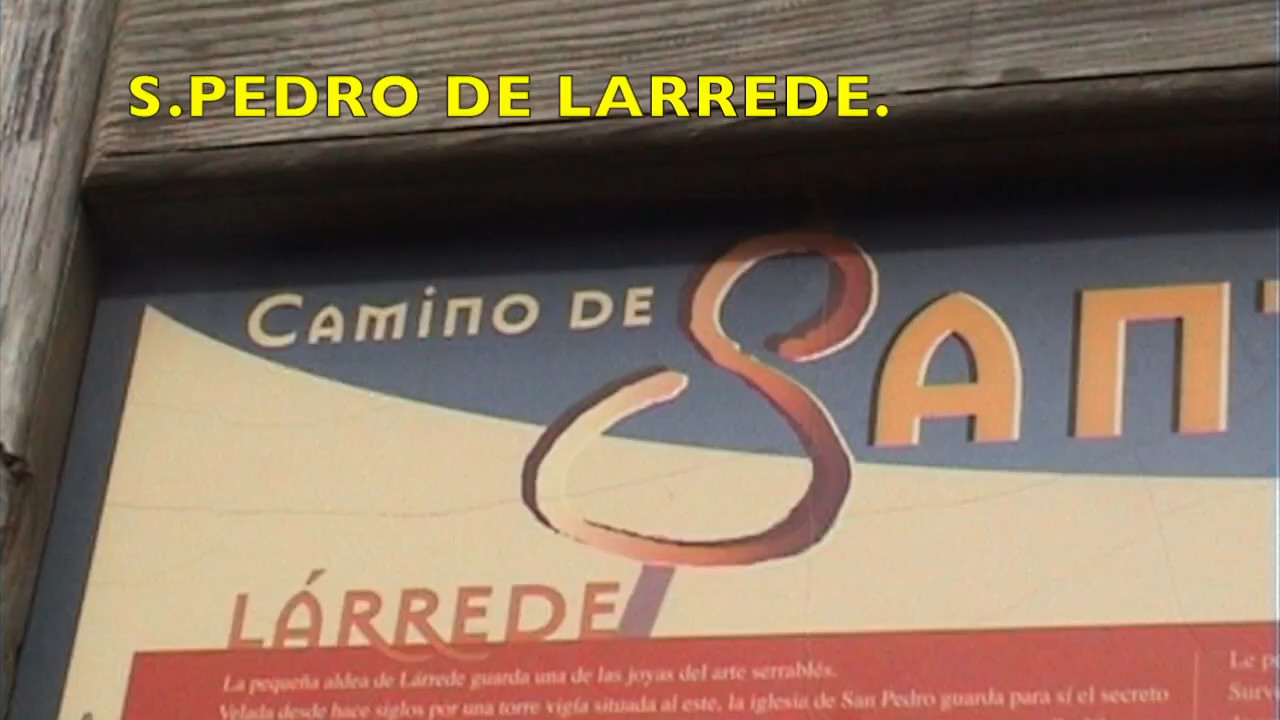 S.PEDRO DE LARREDE.
CAMINO DE SAN
LÁRREDE
La pequeña aldea de Lárrede guarda una de las joyas del arte serrablés.
Velada desde hace siglos por una torre vigía situada al este, la iglesia de San Pedro guarda para sí el secreto
Le
Surv